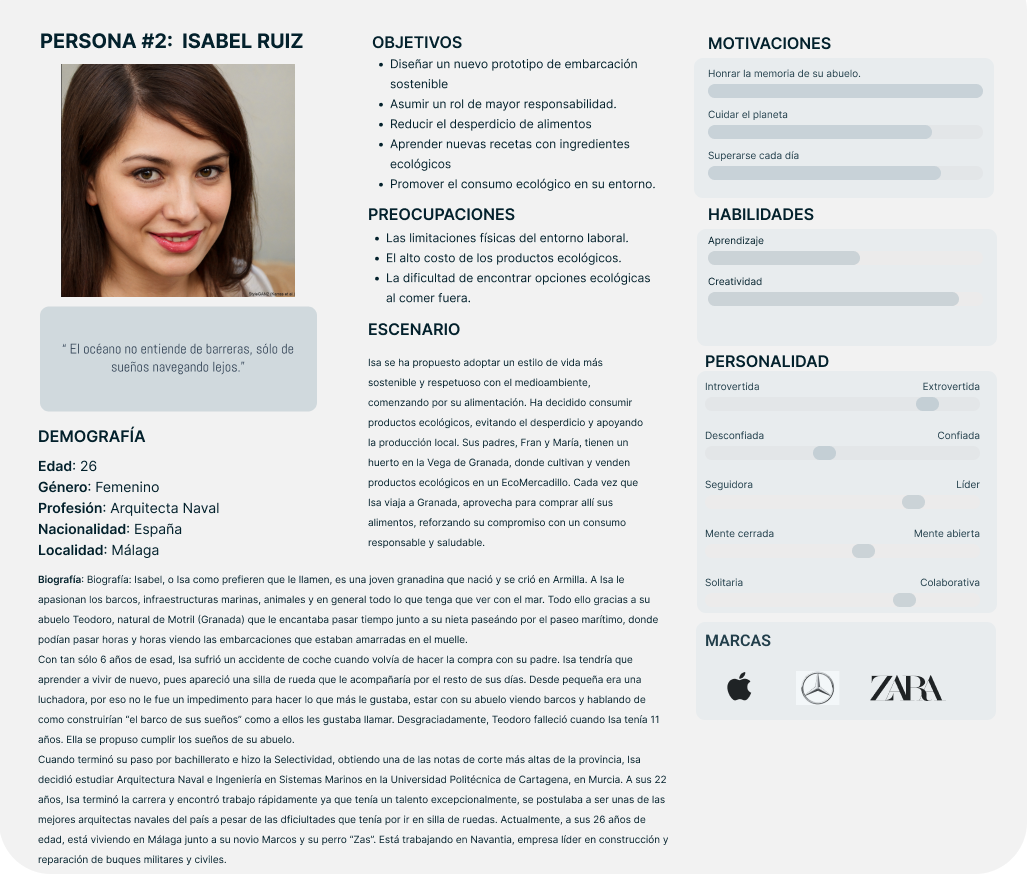 PERSONA #2: ISABEL RUIZ
“ El océano no entiende de barreras, sólo de
sueños navegando lejos.”
DEMOGRAFÍA
Edad: 26
Género: Femenino
Profesión: Arquitecta Naval
Nacionalidad: España
Localidad: Málaga
OBJETIVOS
• Diseñar un nuevo prototipo de embarcación
sostenible
• Asumir un rol de mayor responsabilidad.
• Reducir el desperdicio de alimentos
• Aprender nuevas recetas con ingredientes
ecológicos
• Promover el consumo ecológico en su entorno.
PREOCUPACIONES
• Las limitaciones físicas del entorno laboral.
• El alto costo de los productos ecológicos.
• La dificultad de encontrar opciones ecológicas
al comer fuera.
ESCENARIO
Isa se ha propuesto adoptar un estilo de vida más
sostenible y respetuoso con el medioambiente,
comenzando por su alimentación. Ha decidido consumir
productos ecológicos, evitando el desperdicio y apoyando
la producción local. Sus padres, Fran y María, tienen un
huerto en la Vega de Granada, donde cultivan y venden
productos ecológicos en un EcoMercadillo. Cada vez que
Isa viaja a Granada, aprovecha para comprar allí sus
alimentos, reforzando su compromiso con un consumo
responsable y saludable.
Biografía: Biografía: Isabel, o Isa como prefieren que le llamen, es una joven granadina que nació y se crió en Armilla. A Isa le
apasionan los barcos, infraestructuras marinas, animales y en general todo lo que tenga que ver con el mar. Todo ello gracias a su
abuelo Teodoro, natural de Motril (Granada) que le encantaba pasar tiempo junto a su nieta paseándo por el paseo marítimo, donde
podían pasar horas y horas viendo las embarcaciones que estaban amarradas en el muelle.
Con tan sólo 6 años de esad, Isa sufrió un accidente de coche cuando volvía de hacer la compra con su padre. Isa tendría que
aprender a vivir de nuevo, pues apareció una silla de rueda que le acompañaría por el resto de sus días. Desde pequeña era una
luchadora, por eso no le fue un impedimento para hacer lo que más le gustaba, estar con su abuelo viendo barcos y hablando de
como construirían “el barco de sus sueños” como a ellos les gustaba llamar. Desgraciadamente, Teodoro falleció cuando Isa tenía 11
años. Ella se propuso cumplir los sueños de su abuelo.
Cuando terminó su paso por bachillerato e hizo la Selectividad, obtiendo una de las notas de corte más altas de la provincia, Isa
decidió estudiar Arquitectura Naval e Ingeniería en Sistemas Marinos en la Universidad Politécnica de Cartagena, en Murcia. A sus 22
años, Isa terminó la carrera y encontró trabajo rápidamente ya que tenía un talento excepcionalmente, se postulaba a ser unas de las
mejores arquitectas navales del país a pesar de las dficiultades que tenía por ir en silla de ruedas. Actualmente, a sus 26 años de
edad, está viviendo en Málaga junto a su novio Marcos y su perro “Zas”. Está trabajando en Navantia, empresa líder en construcción y
reparación de buques militares y civiles.
MOTIVACIONES
Honrar la memoria de su abuelo.
Cuidar el planeta
Superarse cada día
HABILIDADES
Aprendizaje
Creatividad
PERSONALIDAD
Introvertida Extrovertida
Desconfiada Confiada
Seguidora Líder
Mente cerrada Mente abierta
Solitaria Colaborativa
MARCAS
ZARA